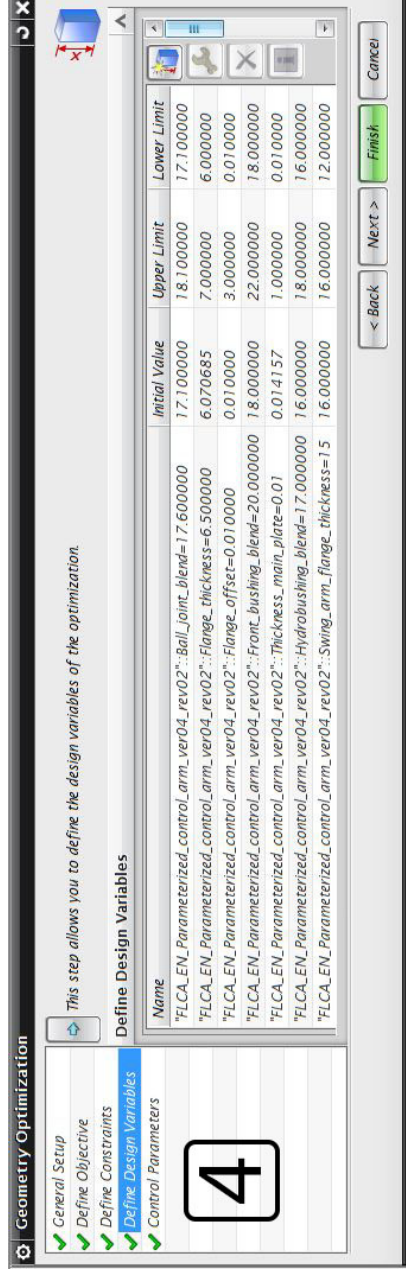 Geometry Optimization
General Setup
Define Objective
Define Constraints
Define Design Variables
Control Parameters
4
This step allows you to define the design variables of the optimization.
Define Design Variables
Name Initial Value Upper Limit Lower Limit
"FLCA_EN_Parameterized_control_arm_ver04_rev02"::Ball_joint_blend=17.600000 17.100000 18.100000 17.100000
"FLCA_EN_Parameterized_control_arm_ver04_rev02"::Flange_thickness=6.500000 6.070685 7.000000 6.000000
"FLCA_EN_Parameterized_control_arm_ver04_rev02"::Flange_offset=0.010000 0.010000 3.000000 0.010000
"FLCA_EN_Parameterized_control_arm_ver04_rev02"::Front_bushing_blend=20.000000 18.000000 22.000000 18.000000
"FLCA_EN_Parameterized_control_arm_ver04_rev02"::Thickness_main_plate=0.01 0.014157 1.000000 0.010000
"FLCA_EN_Parameterized_control_arm_ver04_rev02"::Hydrobushing_blend=17.000000 16.000000 18.000000 16.000000
"FLCA_EN_Parameterized_control_arm_ver04_rev02"::Swing_arm_flange_thickness=15 16.000000 16.000000 12.000000
< Back Next > Finish Cancel